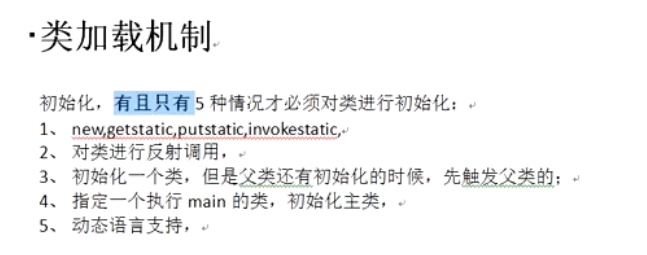 ·类加载机制
初始化，有且只有 5 种情况才必须对类进行初始化：
1、 new,getstatic,putstatic,invokestatic,
2、 对类进行反射调用，
3、 初始化一个类，但是父类还有初始化的时候，先触发父类的；
4、 指定一个执行 main 的类，初始化主类，
5、 动态语言支持，